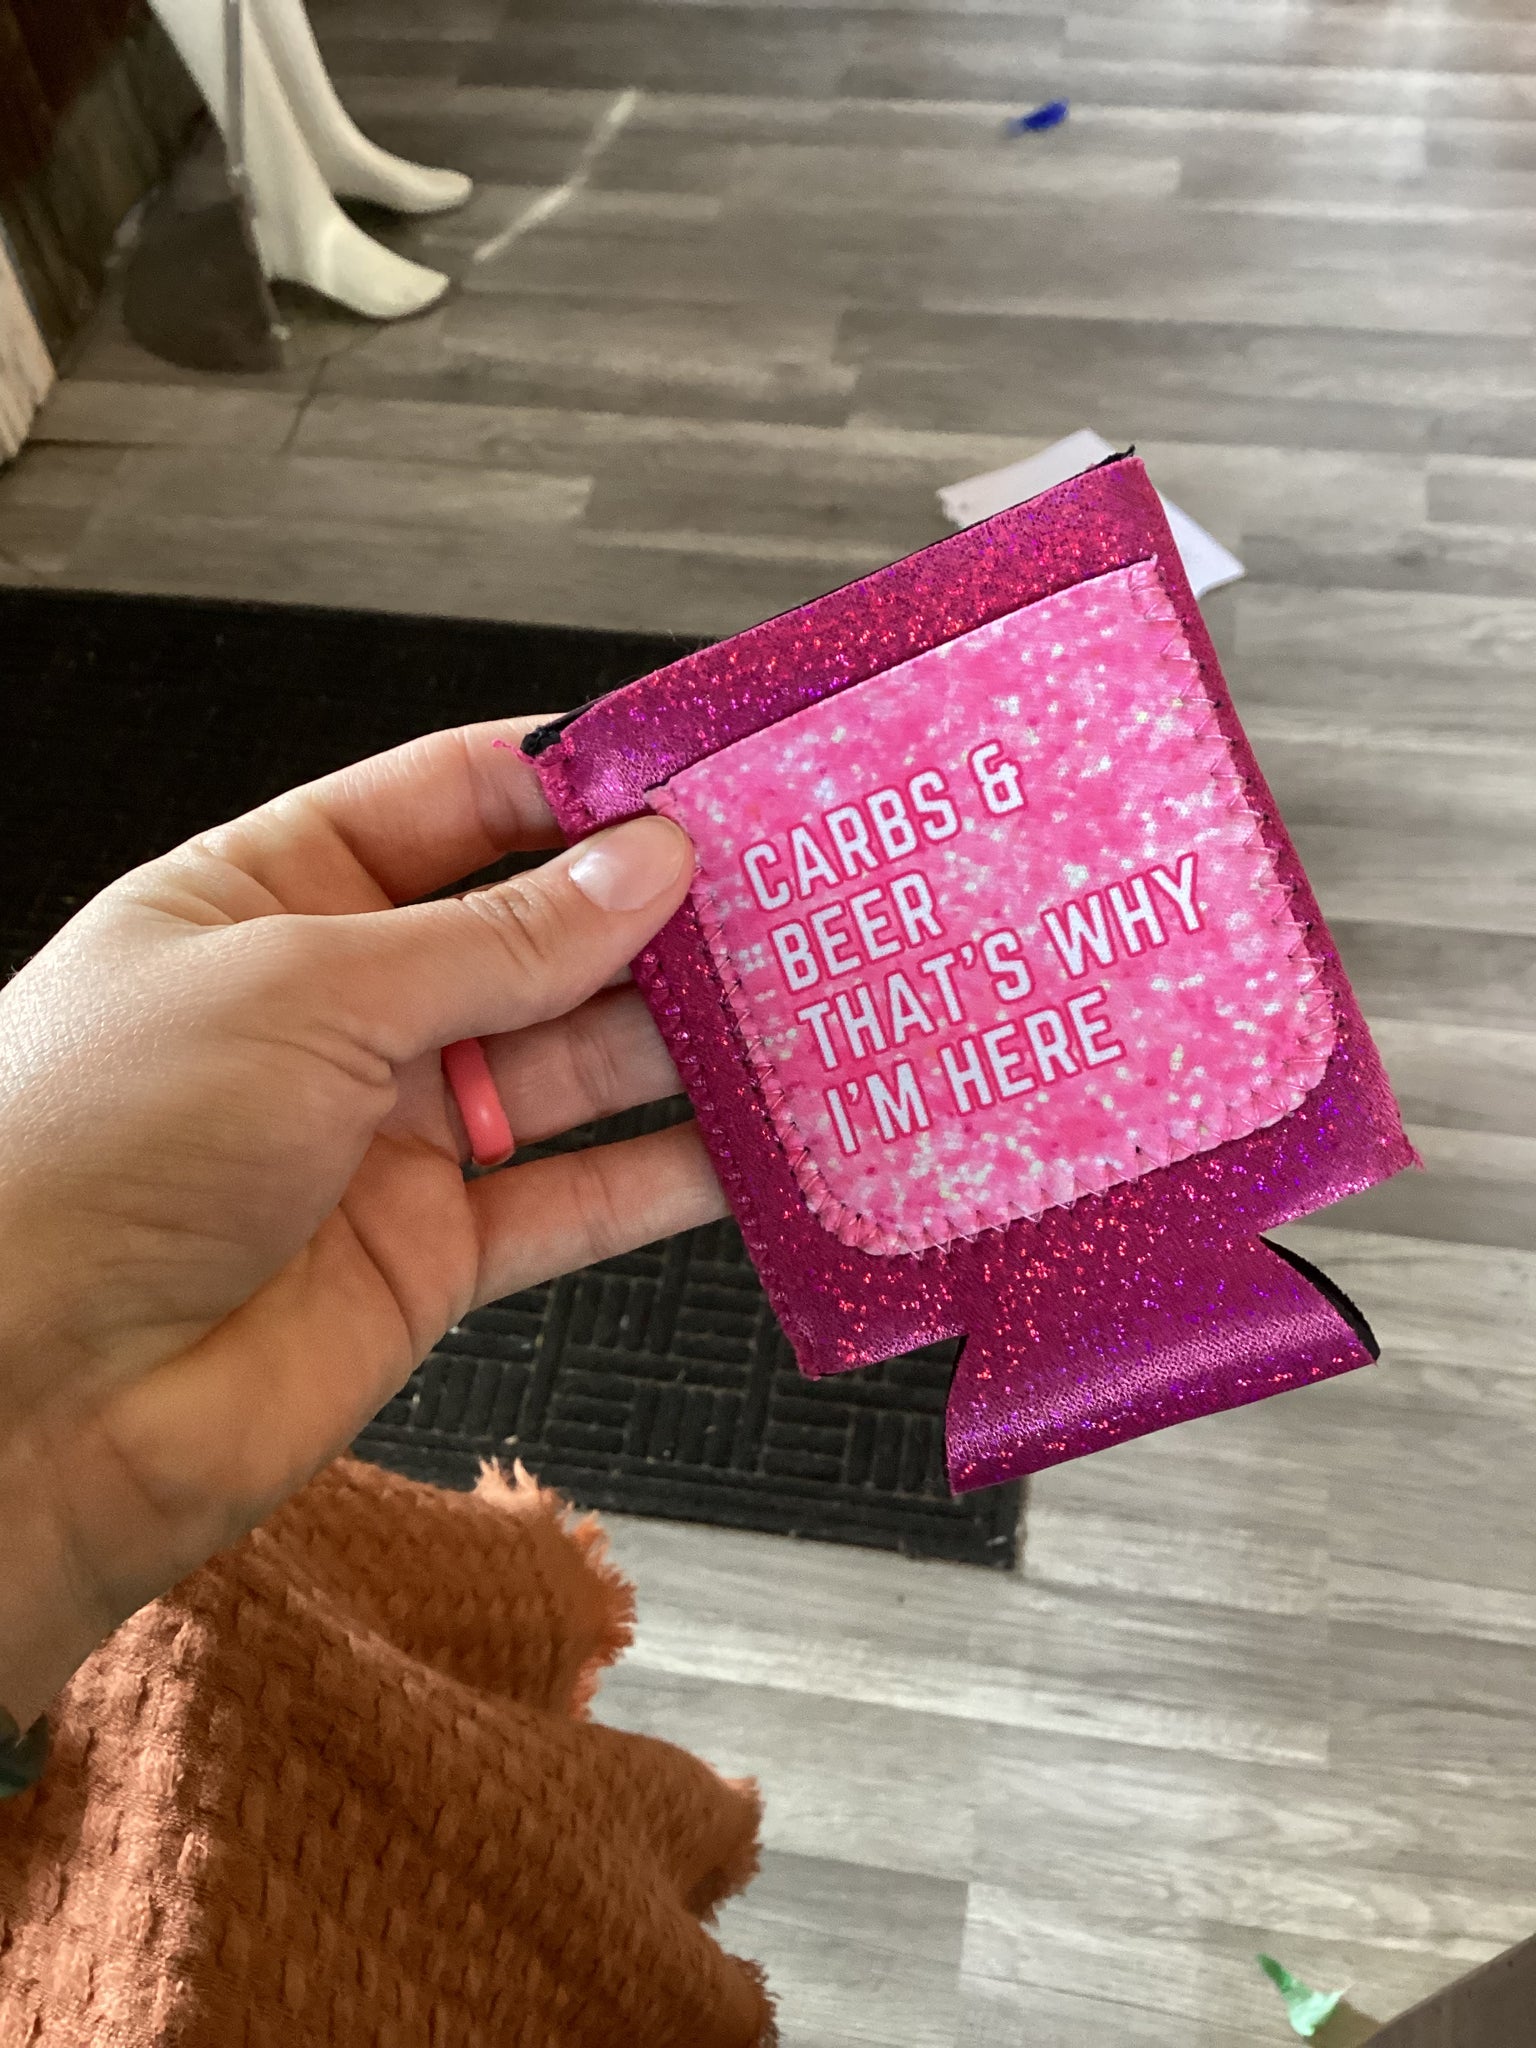 CARBS &
BEER
THAT'S WHY
I'M HERE